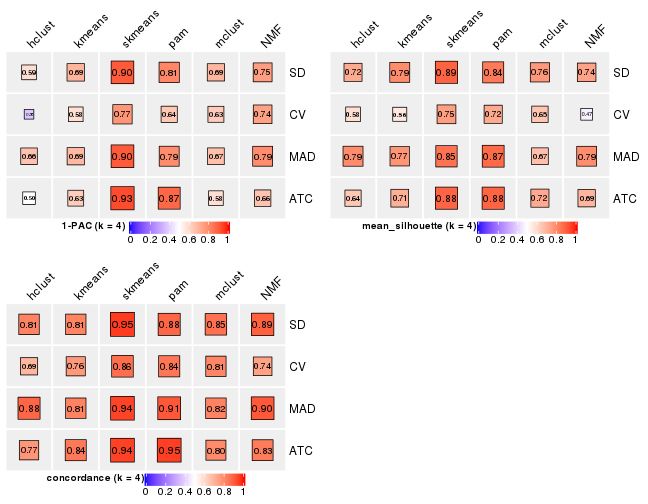 hclust kmeans skmeans pam mclust NMF
0.59 0.69 0.90 0.81 0.69 0.75 SD
0.58 0.77 0.64 0.63 0.74 CV
0.66 0.69 0.90 0.79 0.67 0.79 MAD
0.50 0.63 0.93 0.87 0.58 0.66 ATC
1-PAC (k = 4)
0 0.2 0.4 0.6 0.8 1
hclust kmeans skmeans pam mclust NMF
0.72 0.79 0.89 0.84 0.76 0.74 SD
0.58 0.56 0.75 0.72 0.65 0.47 CV
0.79 0.77 0.85 0.87 0.67 0.79 MAD
0.64 0.71 0.88 0.88 0.72 0.69 ATC
mean_silhouette (k = 4)
0 0.2 0.4 0.6 0.8 1
hclust kmeans skmeans pam mclust NMF
0.81 0.81 0.95 0.88 0.85 0.89 SD
0.69 0.76 0.86 0.84 0.81 0.74 CV
0.88 0.81 0.94 0.91 0.82 0.90 MAD
0.77 0.84 0.94 0.95 0.80 0.83 ATC
concordance (k = 4)
0 0.2 0.4 0.6 0.8 1